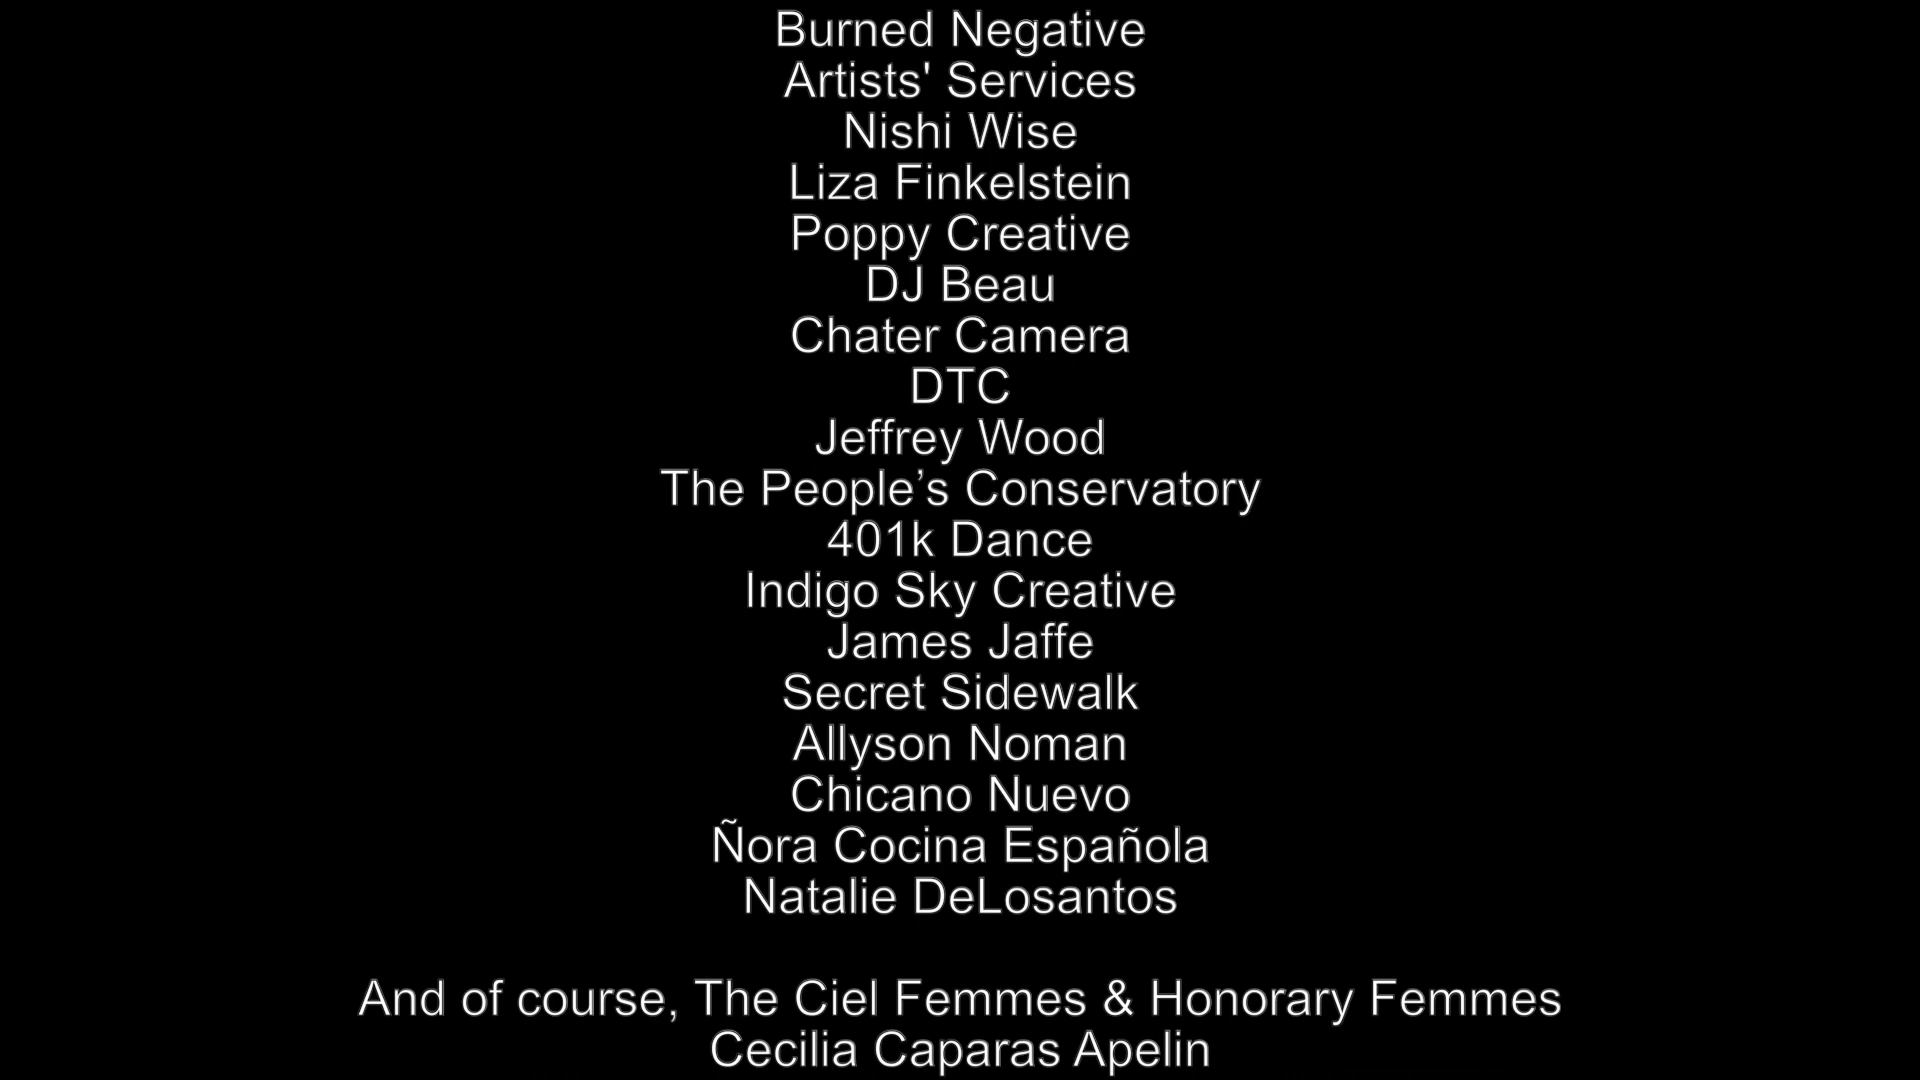 Burned Negative
Artists' Services
Nishi Wise
Liza Finkelstein
Poppy Creative
DJ Beau
Chater Camera
DTC
Jeffrey Wood
The People’s Conservatory
401k Dance
Indigo Sky Creative
James Jaffe
Secret Sidewalk
Allyson Noman
Chicano Nuevo
Ñora Cocina Española
Natalie DeLosantos
And of course, The Ciel Femmes & Honorary Femmes
Cecilia Caparas Apelin